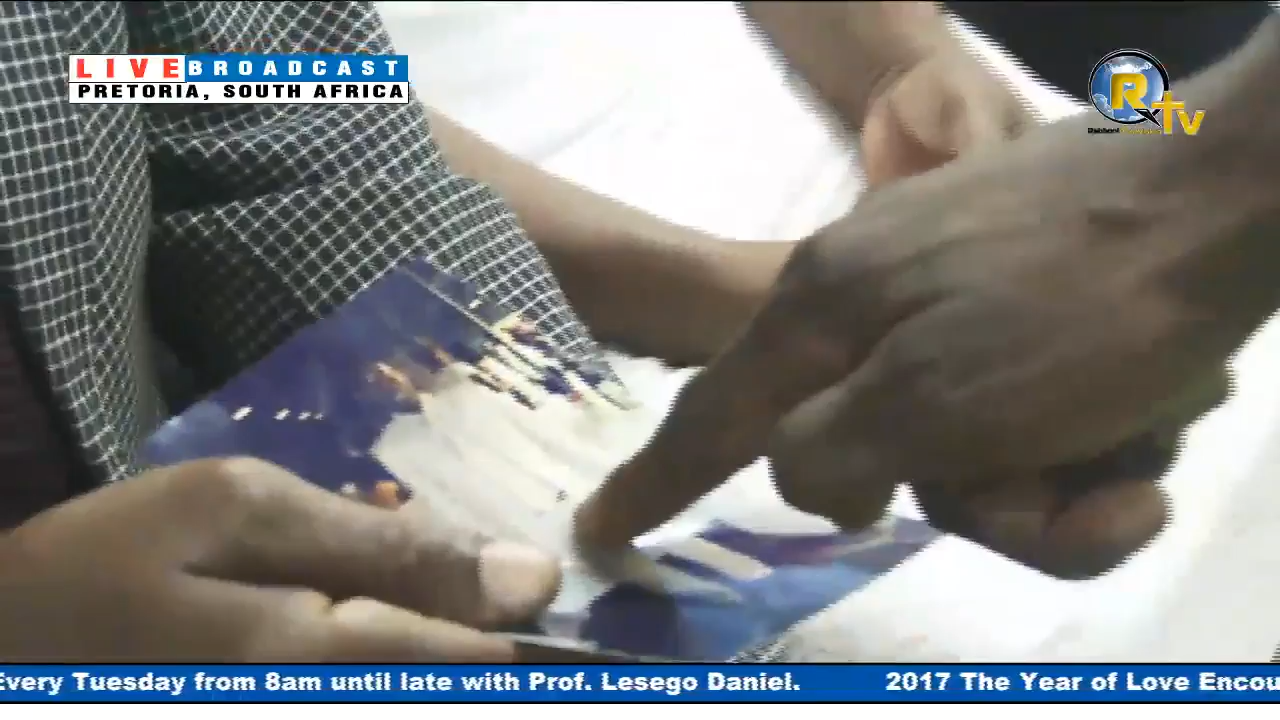 LIVE BROADCAST
PRETORIA, SOUTH AFRICA
R
tv
Every Tuesday from 8am until late with Prof. Lesego Daniel. 2017 The Year of Love Encou